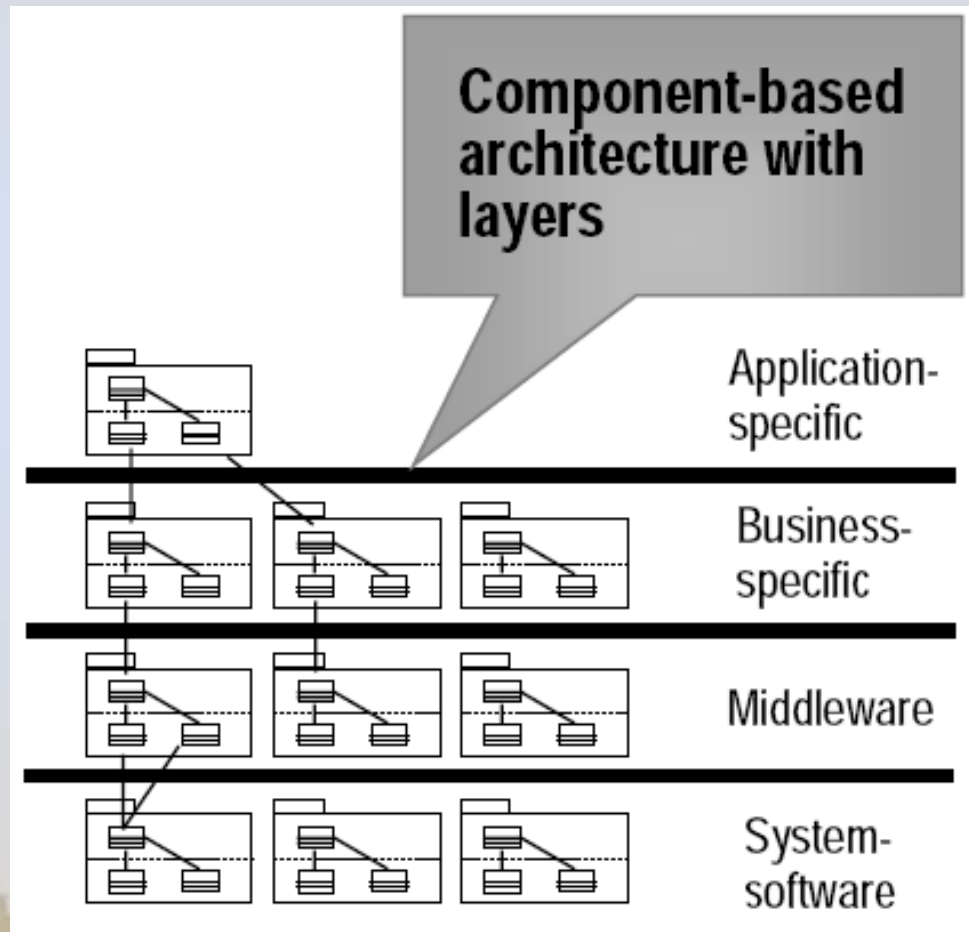 Component-based
architecture with
layers
Application-
specific
Business-
specific
Middleware
System-
software